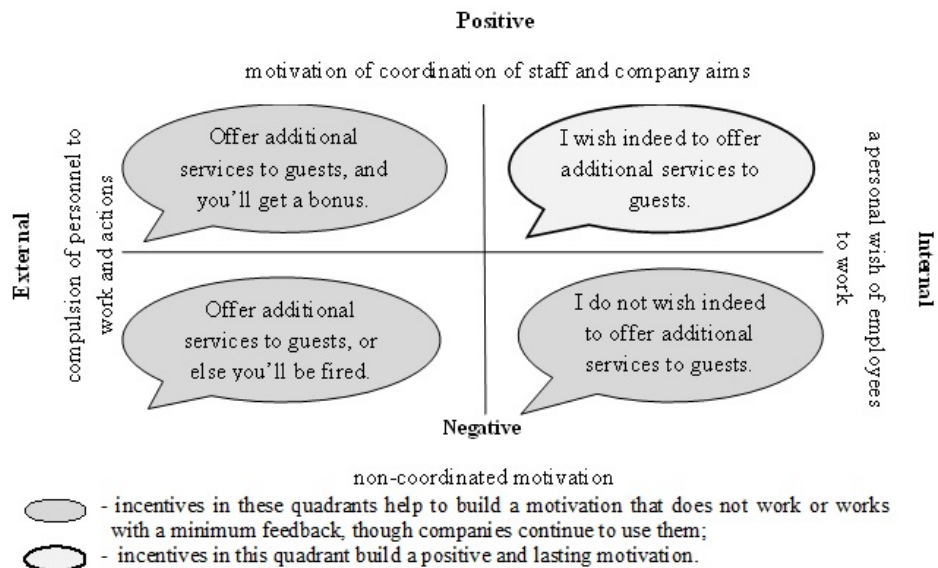 Positive
motivation of coordination of staff and company aims
External
compulsion of personnel to
work and actions
Offer additional
services to guests, and
you'll get a bonus.
I wish indeed to offer
additional services to
guests.
a personal wish of employees
to work
Internal
Offer additional
services to guests, or
else you'll be fired.
I do not wish indeed
to offer additional
services to guests.
Negative
non-coordinated motivation
- incentives in these quadrants help to build a motivation that does not work or works
with a minimum feedback, though companies continue to use them;
- incentives in this quadrant build a positive and lasting motivation.